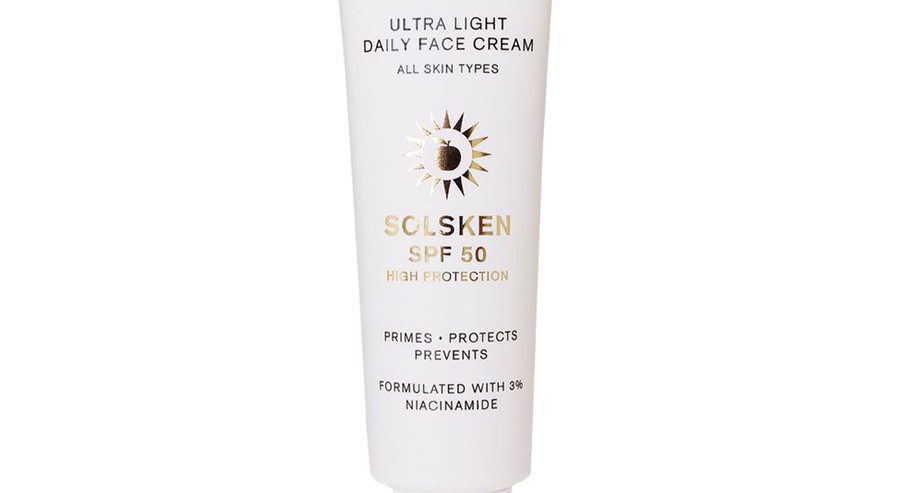 ULTRA LIGHT
DAILY FACE CREAM
ALL SKIN TYPES
SOLSKEN
SPF 50
HIGH PROTECTION
PRIMES • PROTECTS
PREVENTS
FORMULATED WITH 3%
NIACINAMIDE